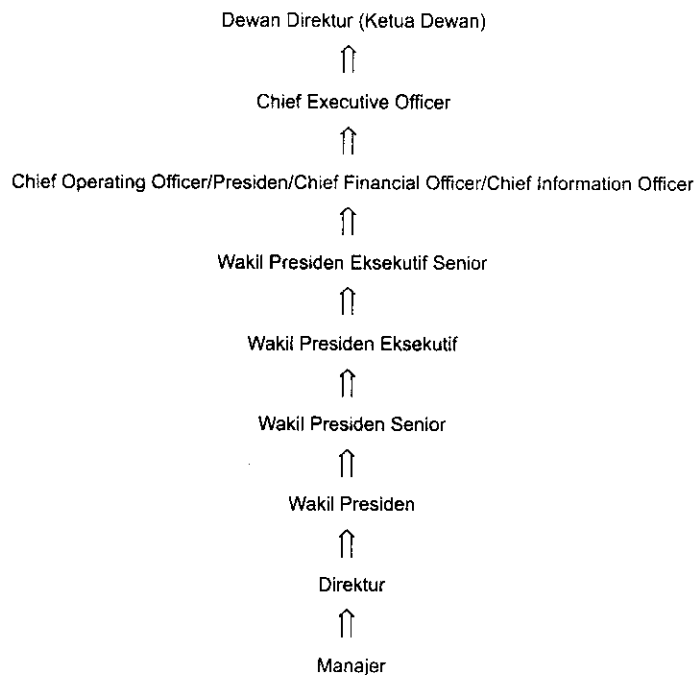 Dewan Direktur (Ketua Dewan)
Chief Executive Officer
Chief Operating Officer/Presiden/Chief Financial Officer/Chief Information Officer
Wakil Presiden Eksekutif Senior
Wakil Presiden Eksekutif
Wakil Presiden Senior
Wakil Presiden
Direktur
Manajer